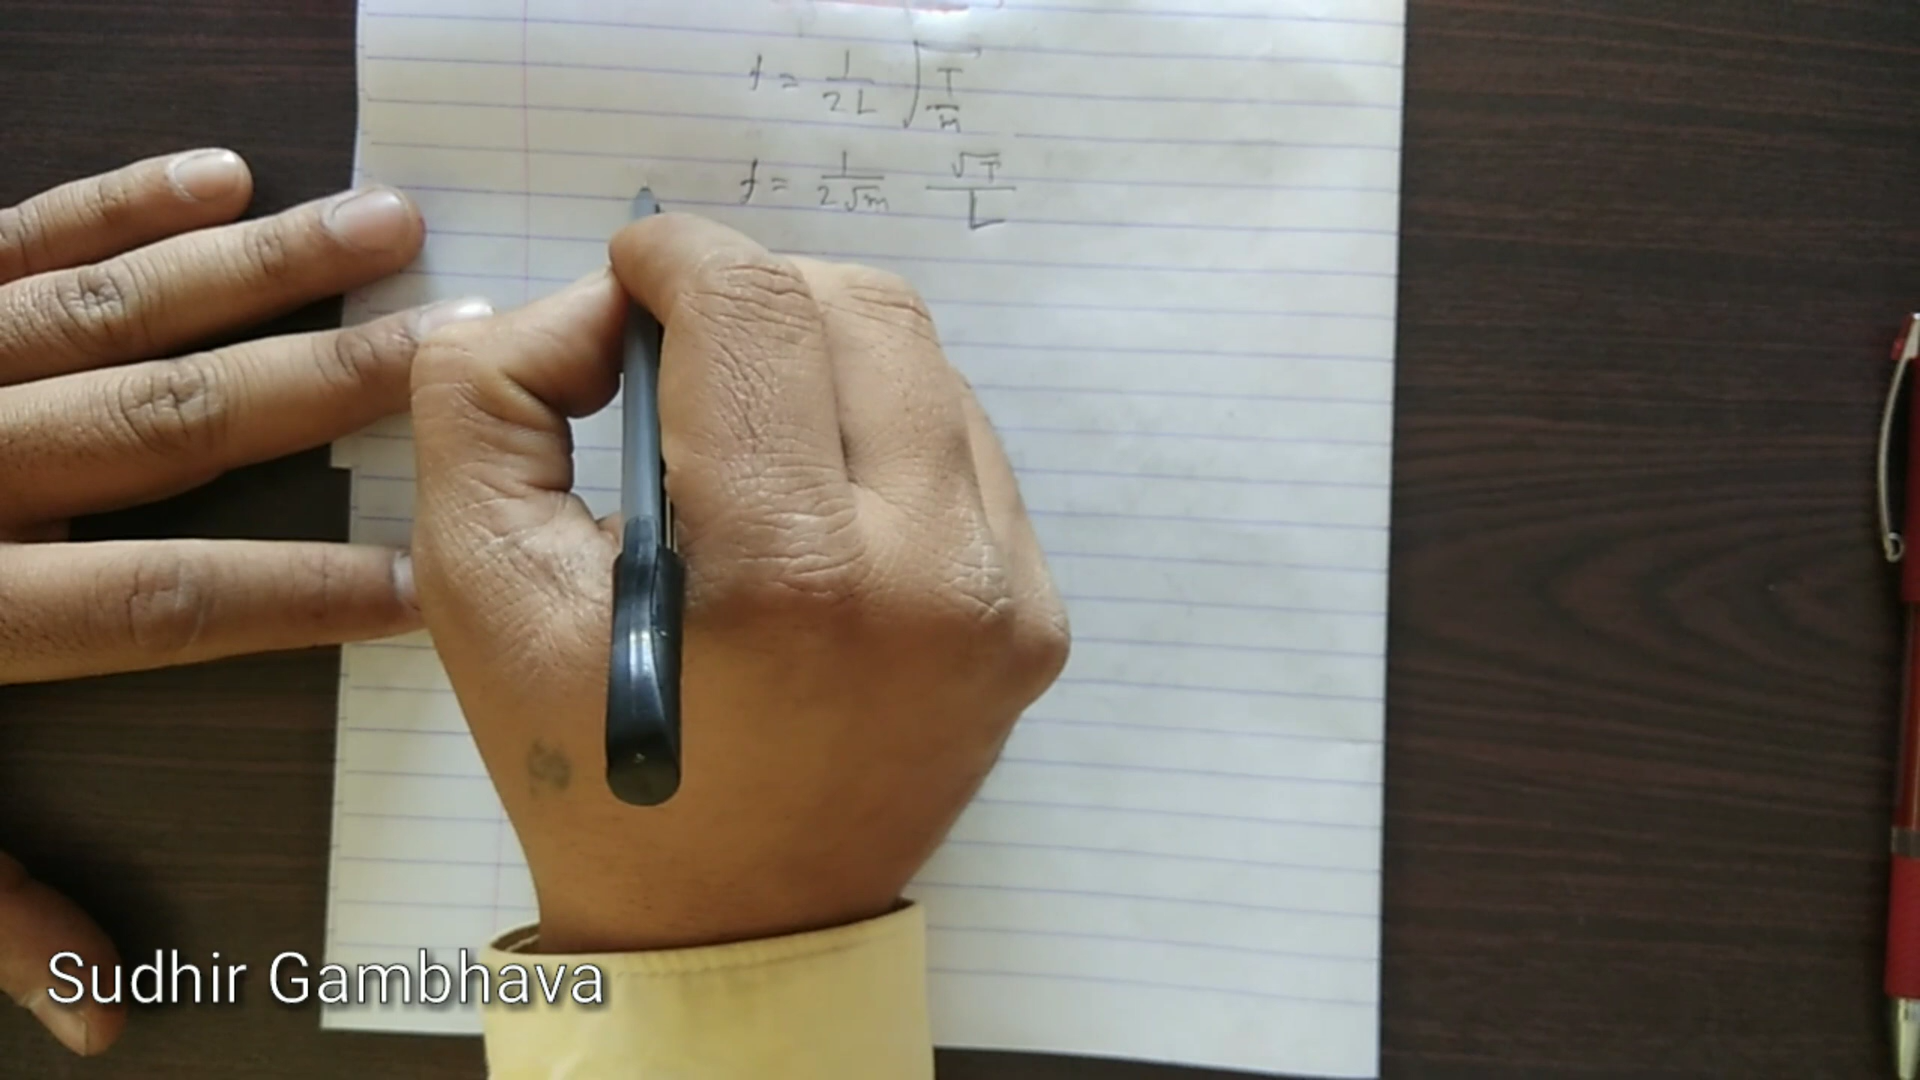 f = 1/2L √T/m
f = 1/2√m √T/L
Sudhir Gambhava